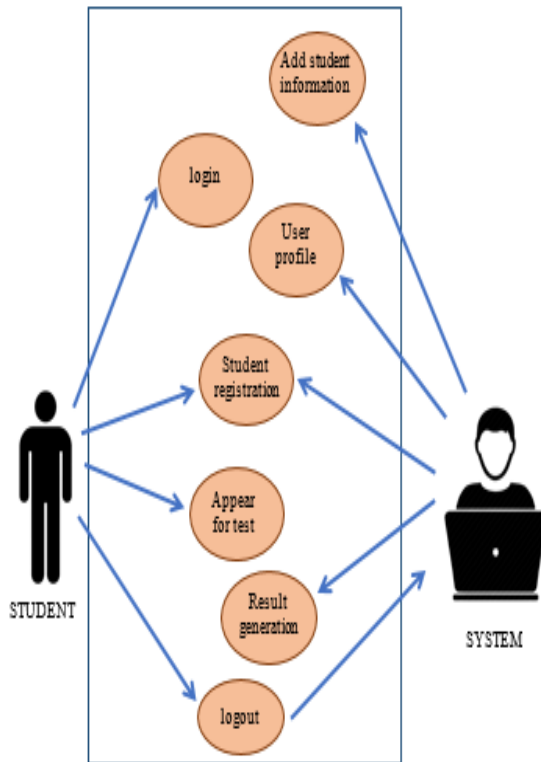 Add student
information
login
User
profile
Student
registration
Appear
for test
Result
generation
STUDENT
SYSTEM
logout